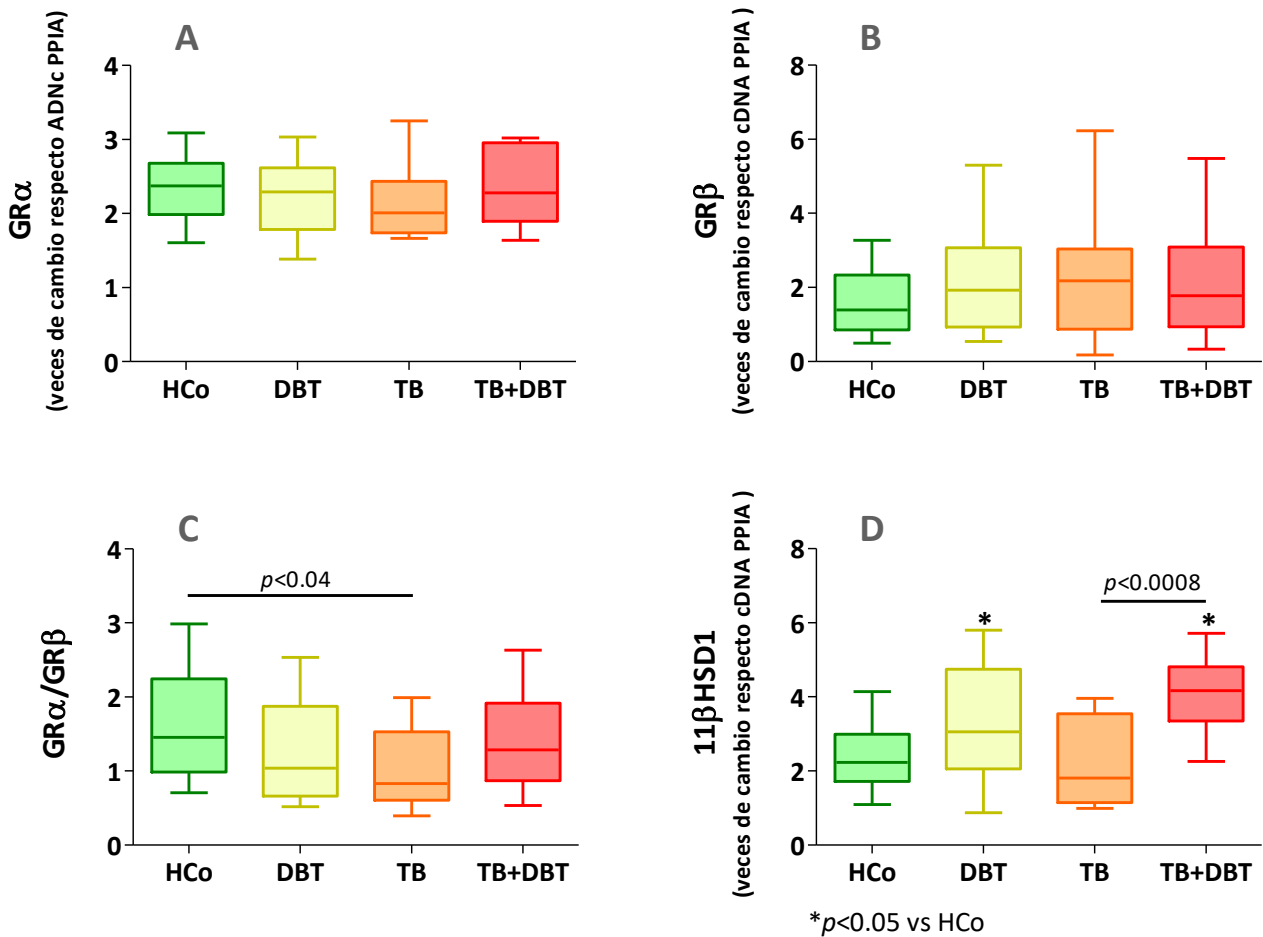 A
GRα
(veces de cambio respecto ADNc PPIA)
4
3
2
1
0
HCo DBT TB TB+DBT
B
GRβ
(veces de cambio respecto cDNA PPIA )
8
6
4
2
0
HCo DBT TB TB+DBT
C
GRα/GRβ
4
3
2
1
0
p<0.04
HCo DBT TB TB+DBT
D
11βHSD1
(veces de cambio respecto cDNA PPIA )
8
6
4
2
0
p<0.0008
* *
HCo DBT TB TB+DBT
*p<0.05 vs HCo